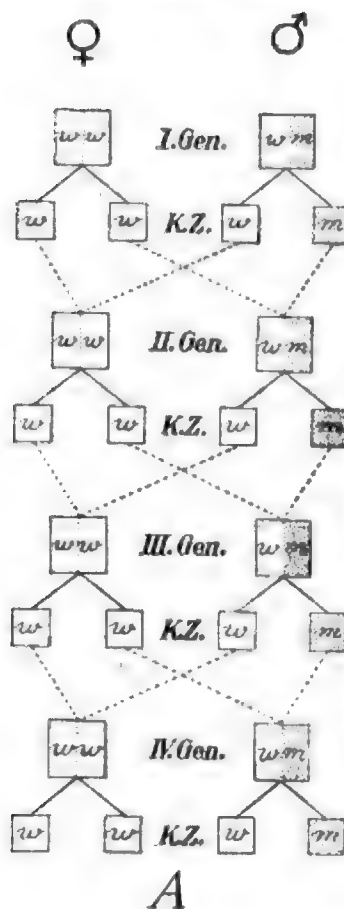 ♀ ♂
ww I. Gen. wm
w w K.Z. w m
ww II. Gen. wm
w w K.Z. w m
ww III. Gen. wm
w w K.Z. w m
ww IV. Gen. wm
w w K.Z. w m
A